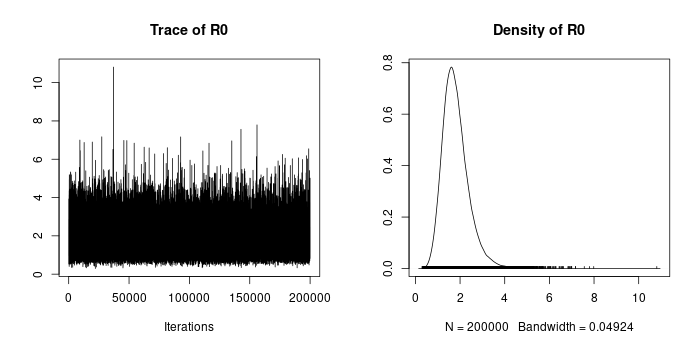 Trace of R0
0
2
4
6
8
10
0 50000 100000 150000 200000
Iterations
Density of R0
0.0
0.2
0.4
0.6
0.8
0 2 4 6 8 10
N = 200000 Bandwidth = 0.04924